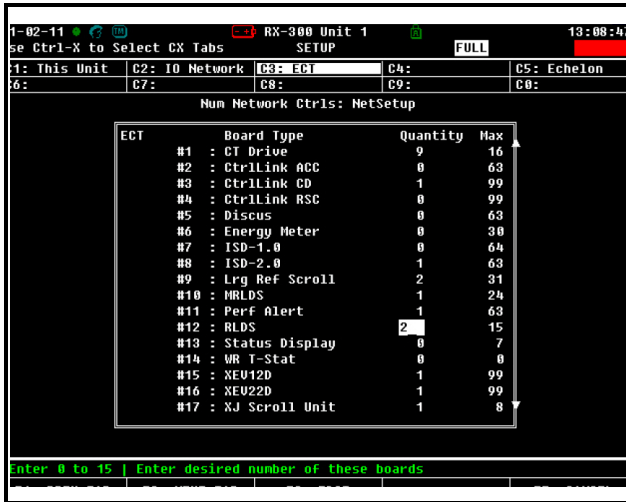 1-02-11 RX-300 Unit 1 13:08:4
se Ctrl-X to Select CX Tabs SETUP FULL
:1: This Unit C2: IO Network C3: ECT C4: C5: Echelon
:6: C7: C8: C9: C0:
Num Network Ctrls: NetSetup
ECT Board Type Quantity Max
#1 : CT Drive 9 16
#2 : CtrlLink ACC 0 63
#3 : CtrlLink CD 1 99
#4 : CtrlLink RSC 0 99
#5 : Discus 0 63
#6 : Energy Meter 0 30
#7 : ISD-1.0 0 64
#8 : ISD-2.0 1 63
#9 : Lrg Ref Scroll 2 31
#10 : MRLDS 1 24
#11 : Perf Alert 1 63
#12 : RLDS 2 15
#13 : Status Display 0 7
#14 : WR T-Stat 0 0
#15 : XEV12D 1 99
#16 : XEV22D 1 99
#17 : XJ Scroll Unit 1 8
Enter 0 to 15 | Enter desired number of these boards